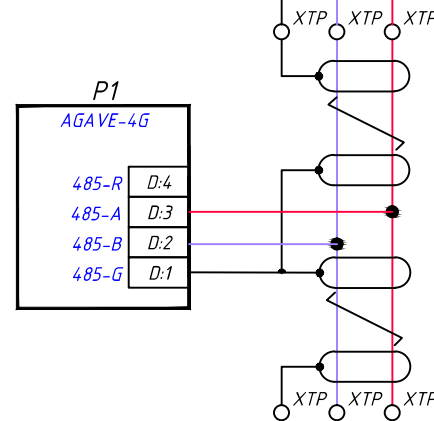 XTP XTP XTP
P1
AGAVE-4G
485-R D:4
485-A D:3
485-B D:2
485-G D:1
XTP XTP XTP